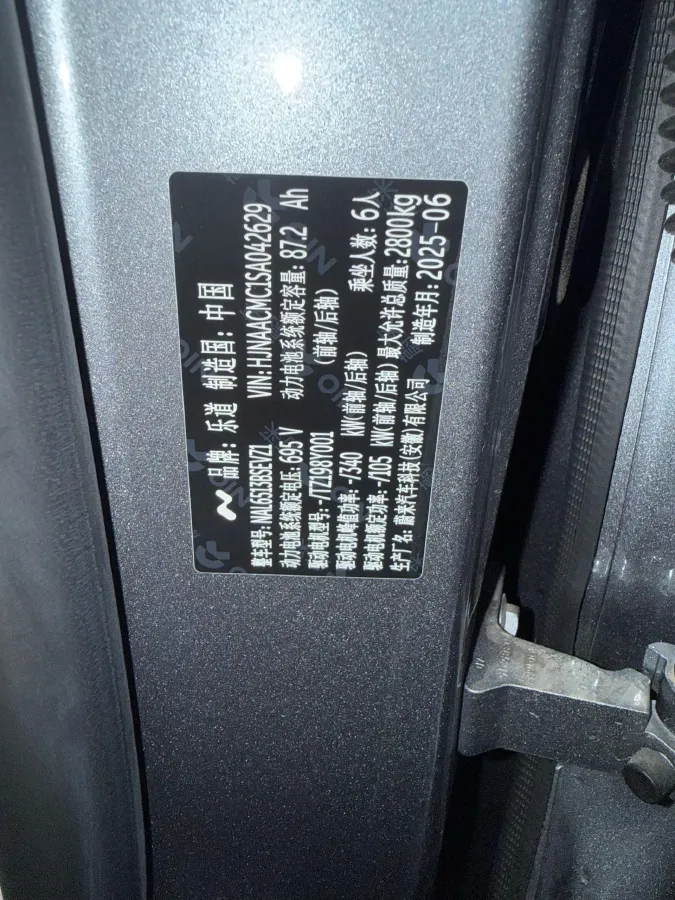 品牌：乐道 制造国：中国
整车型号：NAL6513BSEVZL VIN：HJNAACMC1SA042629
动力电池系统额定电压：695 V 动力电池系统额定容量：87.2 Ah
驱动电机型号：-/TZ198Y001 （前轴/后轴）
驱动电机峰值功率：-/340 kW(前轴/后轴) 乘坐人数：6人
驱动电机额定功率：-/105 kW(前轴/后轴) 最大允许总质量：2800kg
生产厂名：蔚来汽车科技(安徽)有限公司 制造年月：2025-06
NIO